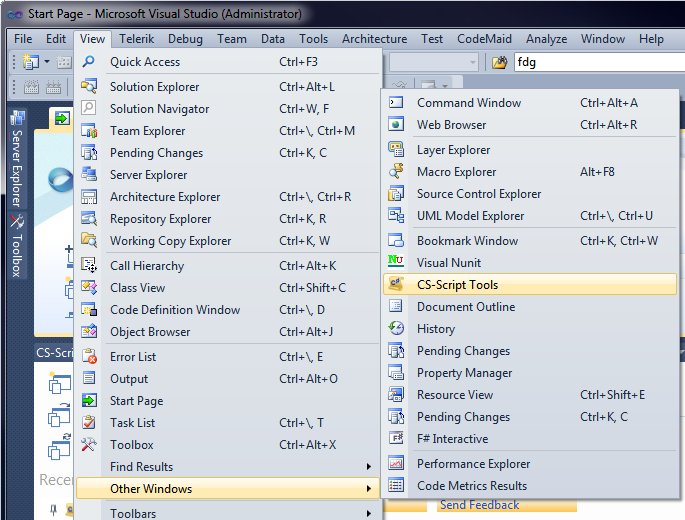 Start Page - Microsoft Visual Studio (Administrator)
File Edit View Telerik Debug Team Data Tools Architecture Test CodeMaid Analyze Window Help
fdg
Server Explorer
Toolbox
Quick Access Ctrl+F3
Solution Explorer Ctrl+Alt+L
Solution Navigator Ctrl+W, F
Team Explorer Ctrl+\, Ctrl+M
Pending Changes Ctrl+K, C
Server Explorer
Architecture Explorer Ctrl+\, Ctrl+R
Repository Explorer Ctrl+K, R
Working Copy Explorer Ctrl+K, W
Call Hierarchy Ctrl+Alt+K
Class View Ctrl+Shift+C
Code Definition Window Ctrl+\, D
Object Browser Ctrl+Alt+J
Error List Ctrl+\, E
Output Ctrl+Alt+O
Start Page
Task List Ctrl+\, T
Toolbox Ctrl+Alt+X
Find Results
Other Windows
Toolbars
Command Window Ctrl+Alt+A
Web Browser Ctrl+Alt+R
Layer Explorer
Macro Explorer Alt+F8
Source Control Explorer
UML Model Explorer Ctrl+\, Ctrl+U
Bookmark Window Ctrl+K, Ctrl+W
Visual Nunit
CS-Script Tools
Document Outline
History
Pending Changes
Property Manager
Resource View Ctrl+Shift+E
Pending Changes Ctrl+K, C
F# Interactive
Performance Explorer
Code Metrics Results
CS-Scri
Recen
Send Feedback